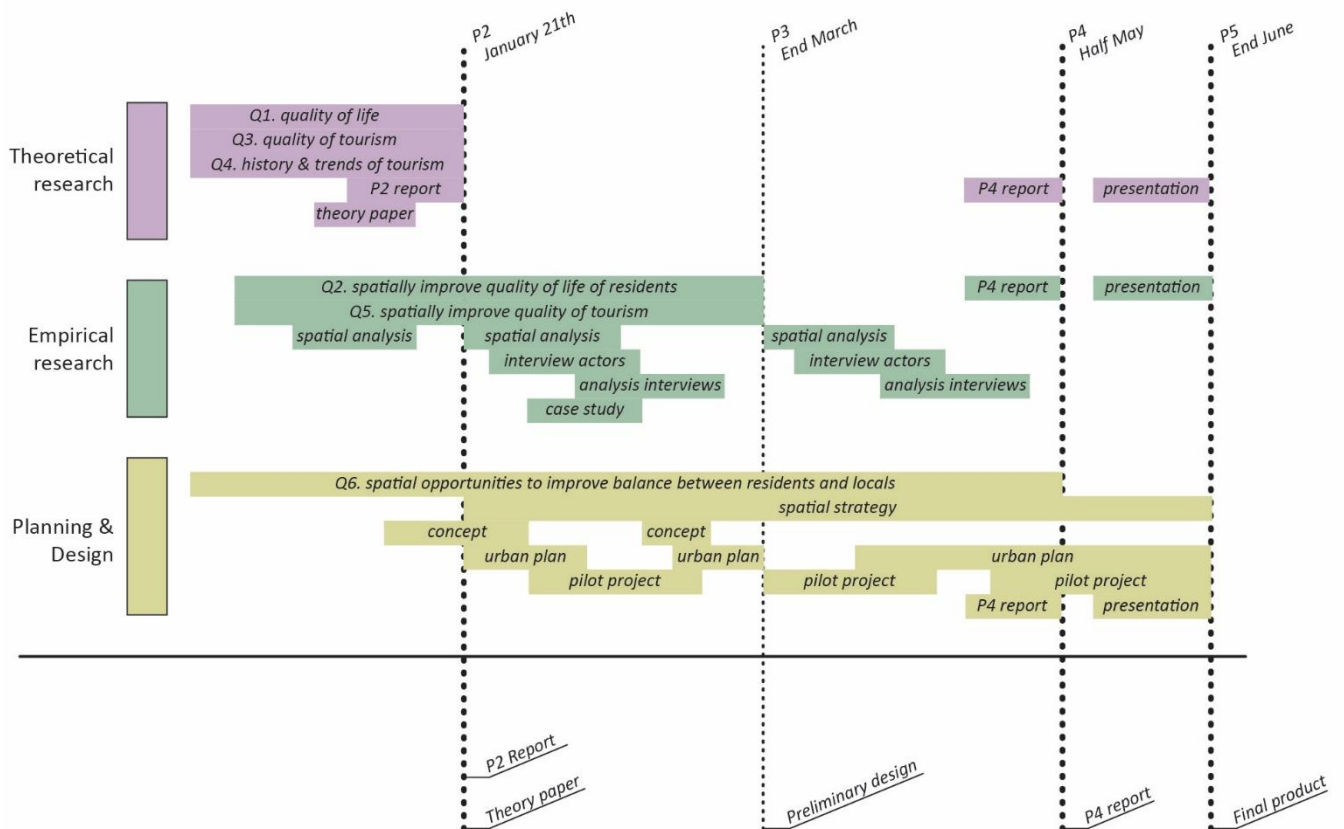 P2
January 21th
P3
End March
P4
Half May
P5
End June
Theoretical
research
Q1. quality of life
Q3. quality of tourism
Q4. history & trends of tourism
P2 report
P4 report
presentation
theory paper
Empirical
research
Q2. spatially improve quality of life of residents
P4 report
presentation
Q5. spatially improve quality of tourism
spatial analysis
spatial analysis
spatial analysis
interview actors
interview actors
analysis interviews
analysis interviews
case study
Planning &
Design
Q6. spatial opportunities to improve balance between residents and locals
spatial strategy
concept
concept
urban plan
urban plan
urban plan
pilot project
pilot project
pilot project
P4 report
presentation
P2 Report
Theory paper
Preliminary design
P4 report
Final product